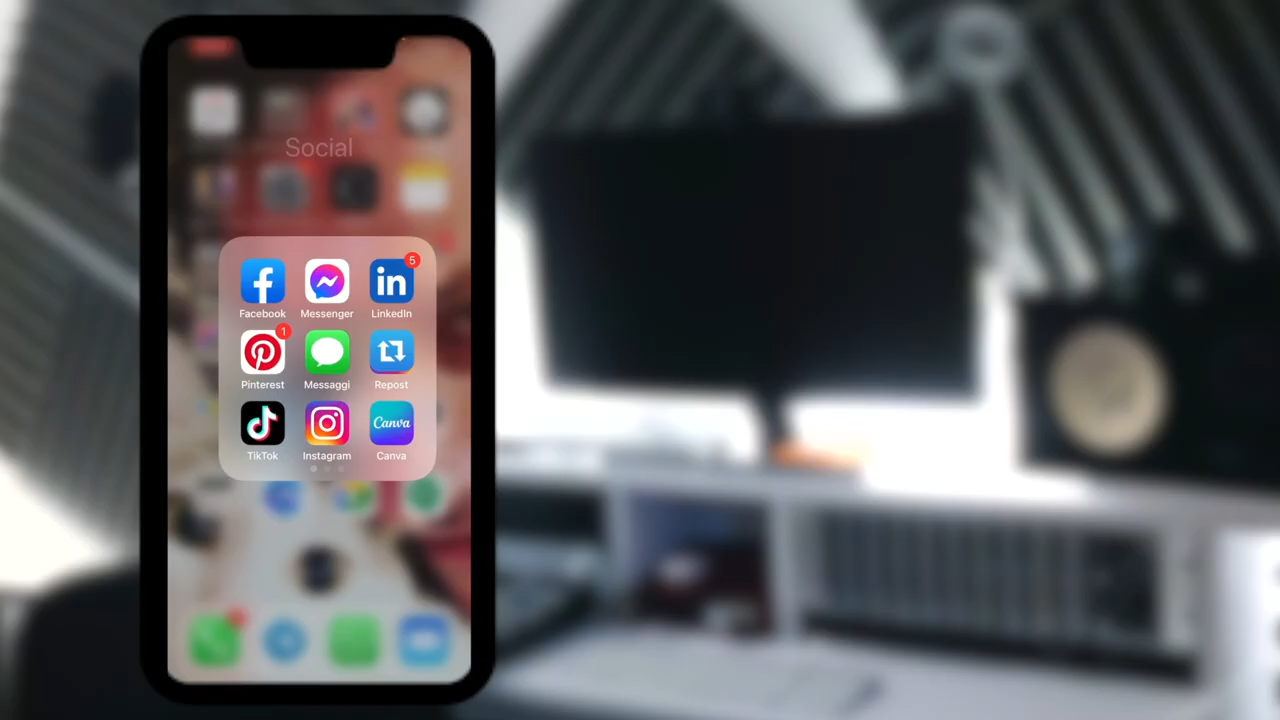 Social
5
Facebook Messenger LinkedIn
1
Pinterest Messaggi Repost
Canva
TikTok Instagram Canva